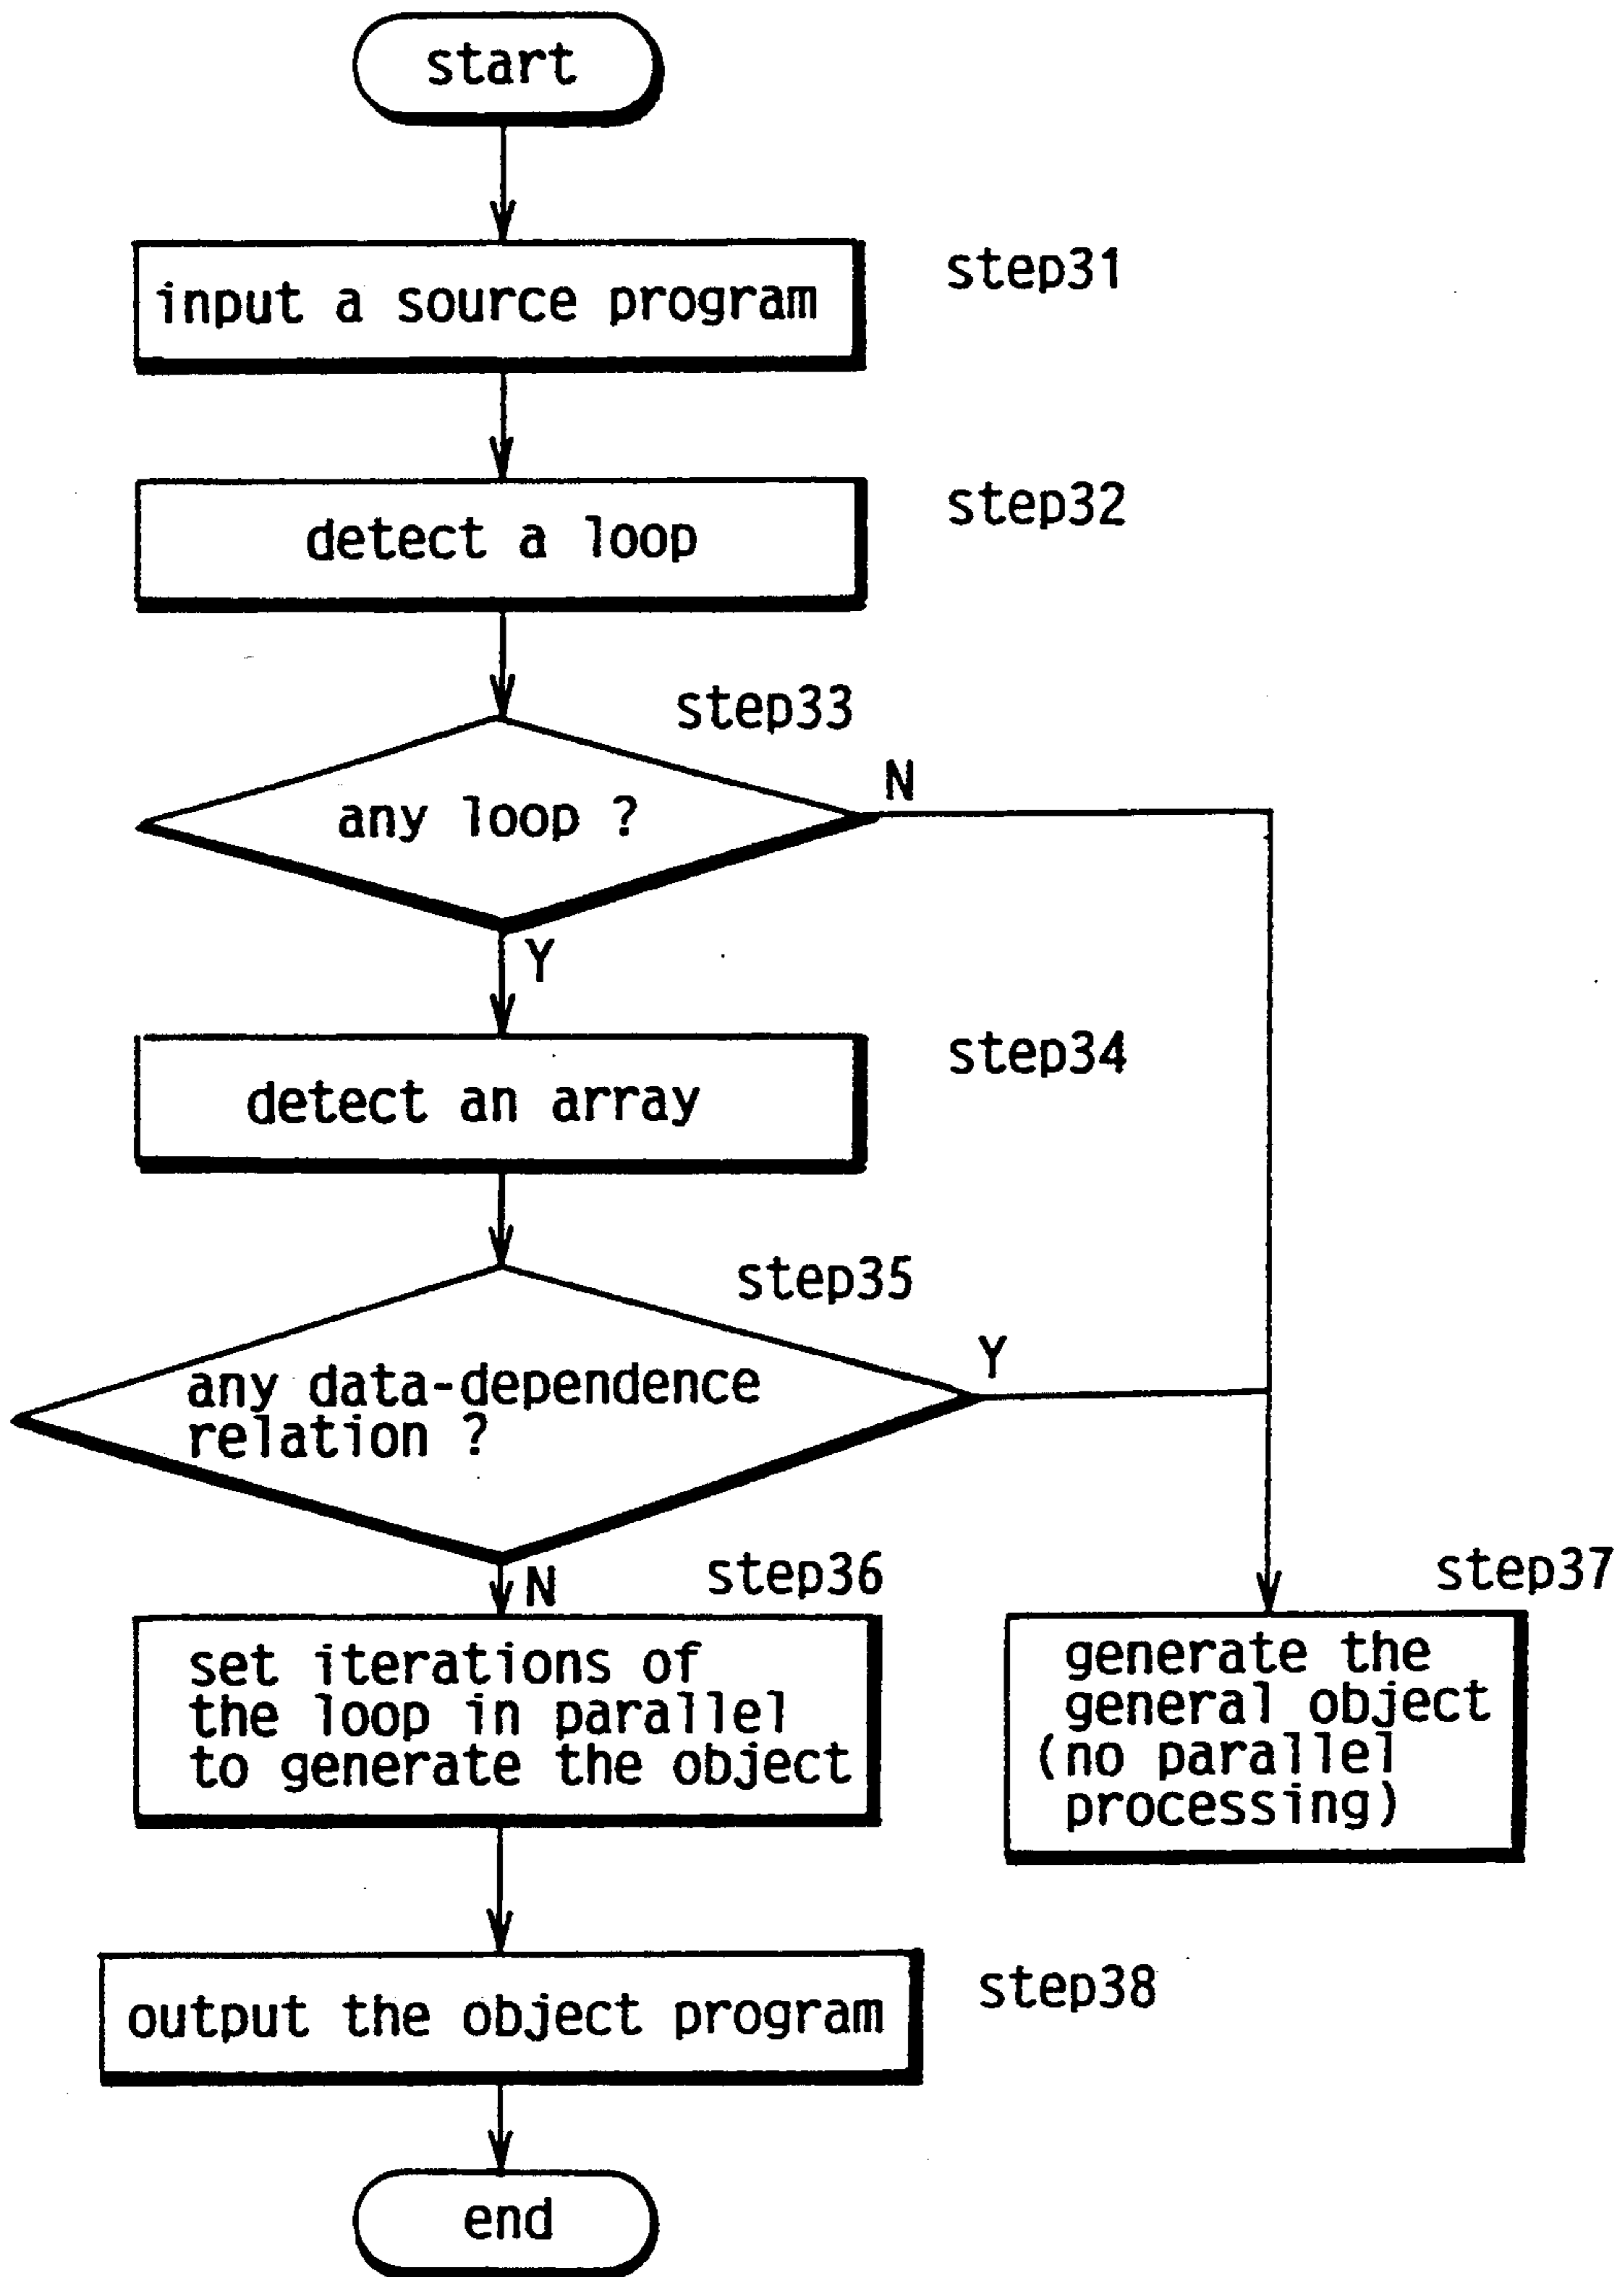 start
input a source program
step31
detect a loop
step32
step33
any loop ?
N
Y
detect an array
step34
step35
any data-dependence
relation ?
Y
N
step36
set iterations of
the loop in parallel
to generate the object
step37
generate the
general object
(no parallel
processing)
output the object program
step38
end